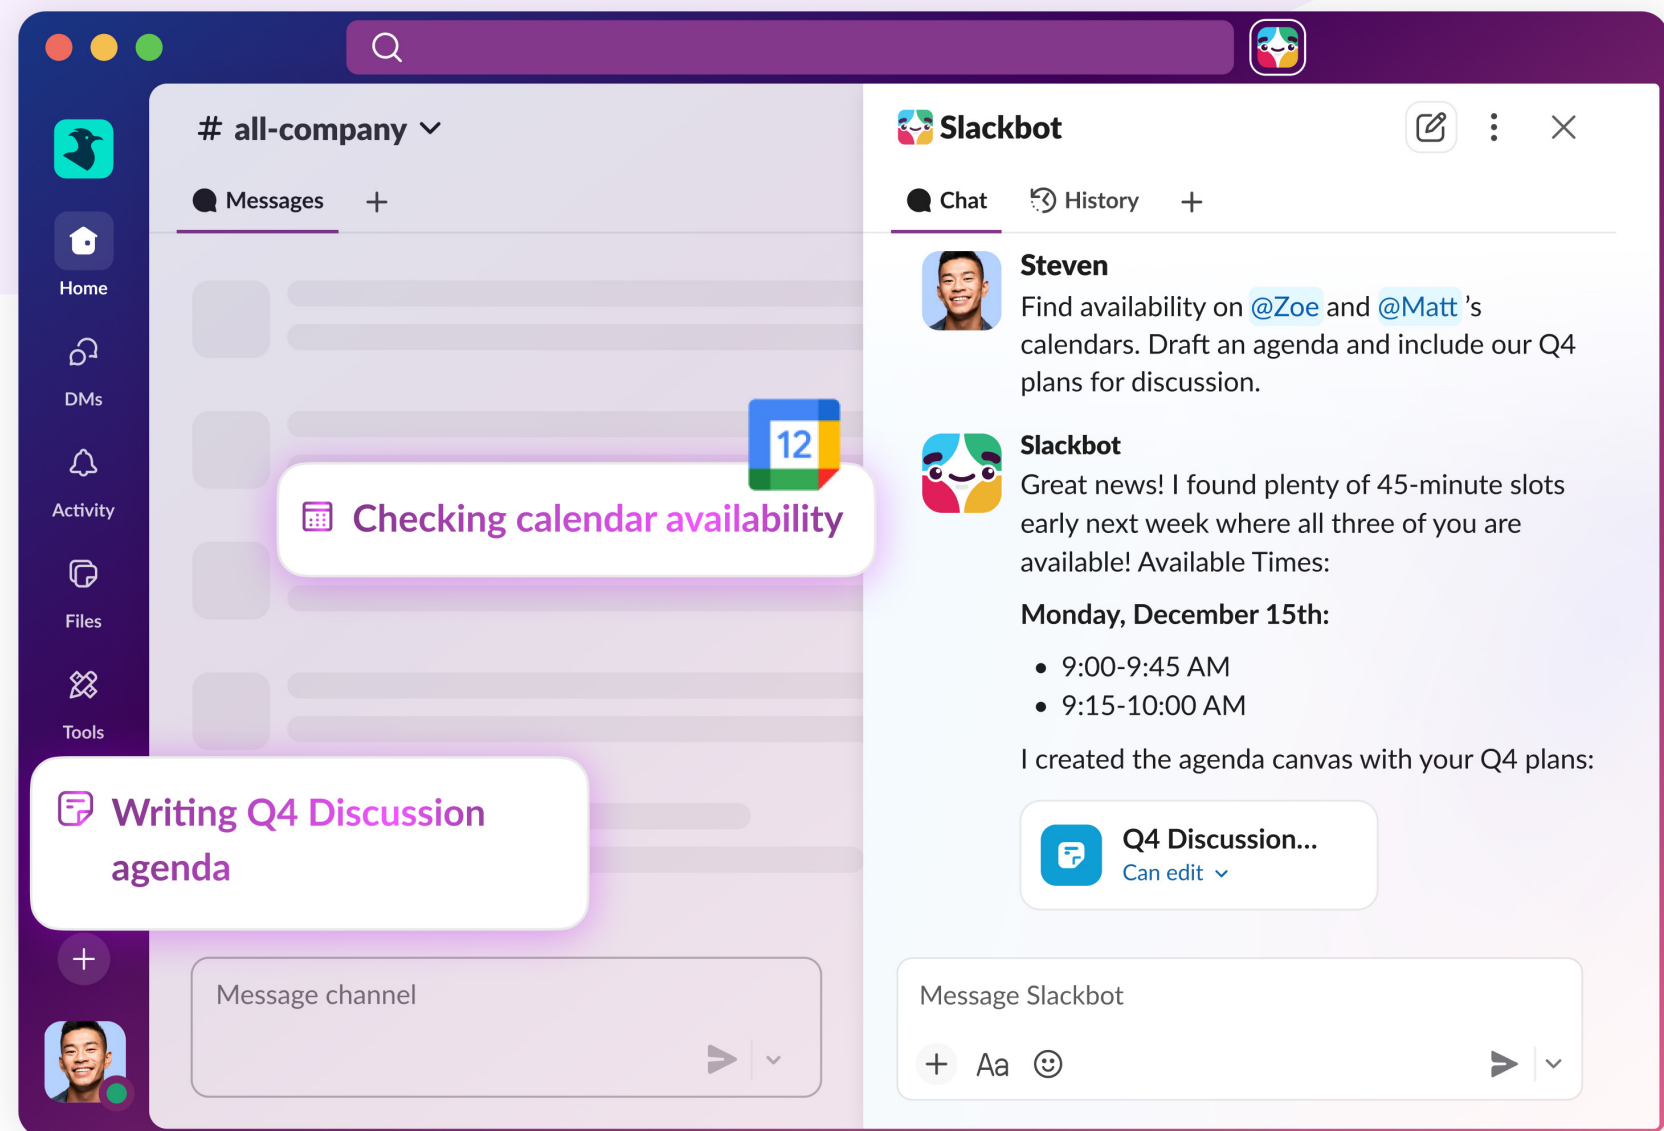 # all-company
Messages
Home
DMs
Activity
Files
Tools
12
Checking calendar availability
Writing Q4 Discussion
agenda
Message channel
Slackbot
Chat
History
Steven
Find availability on @Zoe and @Matt 's
calendars. Draft an agenda and include our Q4
plans for discussion.
Slackbot
Great news! I found plenty of 45-minute slots
early next week where all three of you are
available! Available Times:
Monday, December 15th:
• 9:00-9:45 AM
• 9:15-10:00 AM
I created the agenda canvas with your Q4 plans:
Q4 Discussion...
Can edit
Message Slackbot
Aa